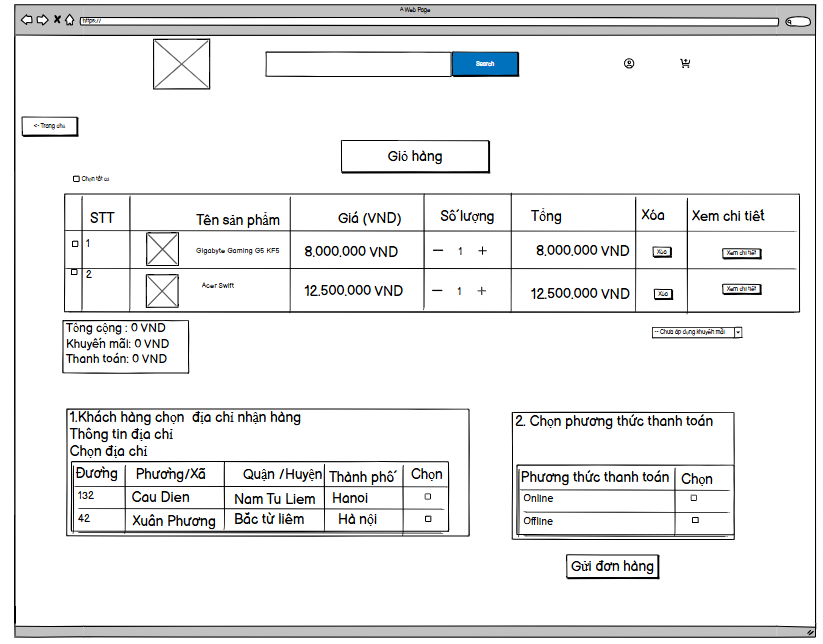 A Web Page
https://
Search
<- Trang chủ
Giỏ hàng
Chọn tất cả
STT Tên sản phẩm Giá (VND) Số lượng Tổng Xóa Xem chi tiết
1 Gigabyte Gaming G5 KF5 8,000,000 VND − 1 + 8,000,000 VND Xóa Xem chi tiết
2 Acer Swift 12,500,000 VND − 1 + 12,500,000 VND Xóa Xem chi tiết
Tổng cộng : 0 VND
Khuyến mãi: 0 VND
Thanh toán: 0 VND
-- Chưa áp dụng khuyến mãi
1.Khách hàng chọn địa chỉ nhận hàng
Thông tin địa chỉ
Chọn địa chỉ
Đường Phường/Xã Quận /Huyện Thành phố Chọn
132 Cau Dien Nam Tu Liem Hanoi
42 Xuân Phương Bắc từ liêm Hà nội
2. Chọn phương thức thanh toán
Phương thức thanh toán Chọn
Online
Offline
Gửi đơn hàng